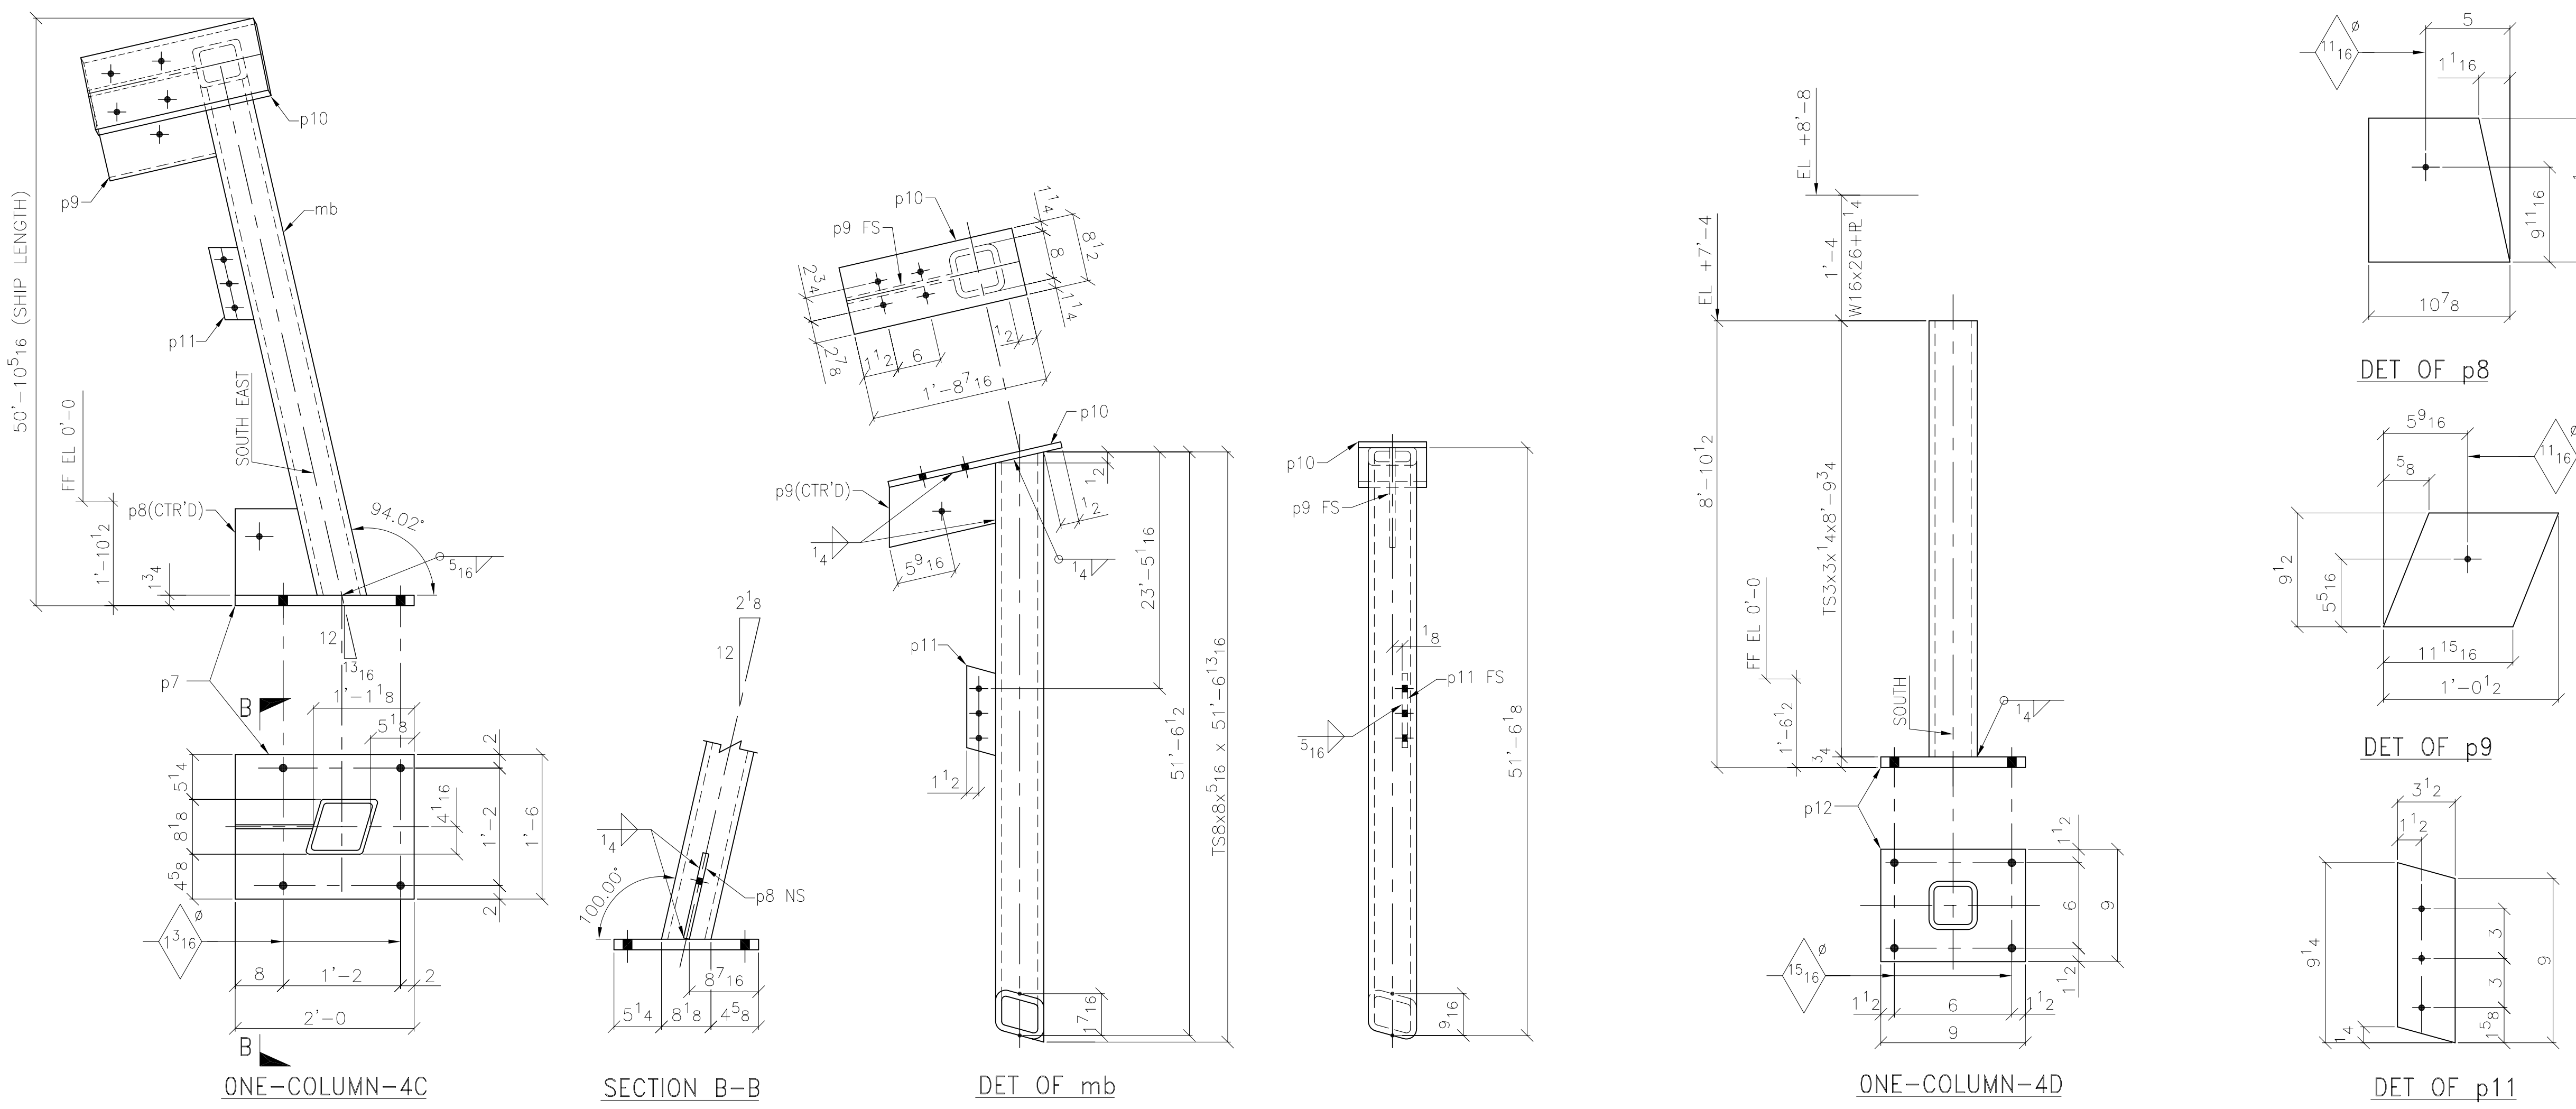 50'-10 5/16 (SHIP LENGTH)
p10
p9
mb
p11
FF EL 0'-0
SOUTH EAST
p8(CTR'D)
94.02°
5/16
1'-10 1/2
1 3/4
12
13/16
p7
B
1'-1 1/8
5 1/8
2
5 1/4
8 1/8
4 5/8
4 1/16
1'-2
1'-6
2
1 3/16
ø
8
1'-2
2
2'-0
B
ONE-COLUMN-4C
2 1/8
12
1/4
100.00°
p8 NS
8 7/16
5 1/4
8 1/8
4 5/8
SECTION B-B
p10
p9 FS
1 1/4
8 1/2
8
1 1/4
2 3/4
2 7/8
1 1/2
6
1/2
1'-8 7/16
p10
p9(CTR'D)
1/2
1/2
1/4
5 9/16
1/4
23'-5 1/16
p11
1 1/2
51'-6 1/2
TS8x8x 5/16 x 51'-6 13/16
1 7/16
DET OF mb
p10
p9 FS
1/8
p11 FS
5/16
51'-6 1/8
9/16
EL +8'-8
EL +7'-4
1'-4
W16x26+PL 1/4
8'-10 1/2
TS3x3x 1/4 x8'-9 3/4
FF EL 0'-0
SOUTH
1'-6 1/2
3/4
1/4
p12
1 1/2
6
9
1 1/2
15/16
ø
1 1/2
6
1 1/2
9
ONE-COLUMN-4D
11/16
ø
5
1 1/16
9 11/16
10 7/8
DET OF p8
5 9/16
11/16
ø
5/8
9 1/2
5 5/16
11 15/16
1'-0 1/2
DET OF p9
3 1/2
1 1/2
9 1/4
3
3
9
1 5/8
1/4
DET OF p11